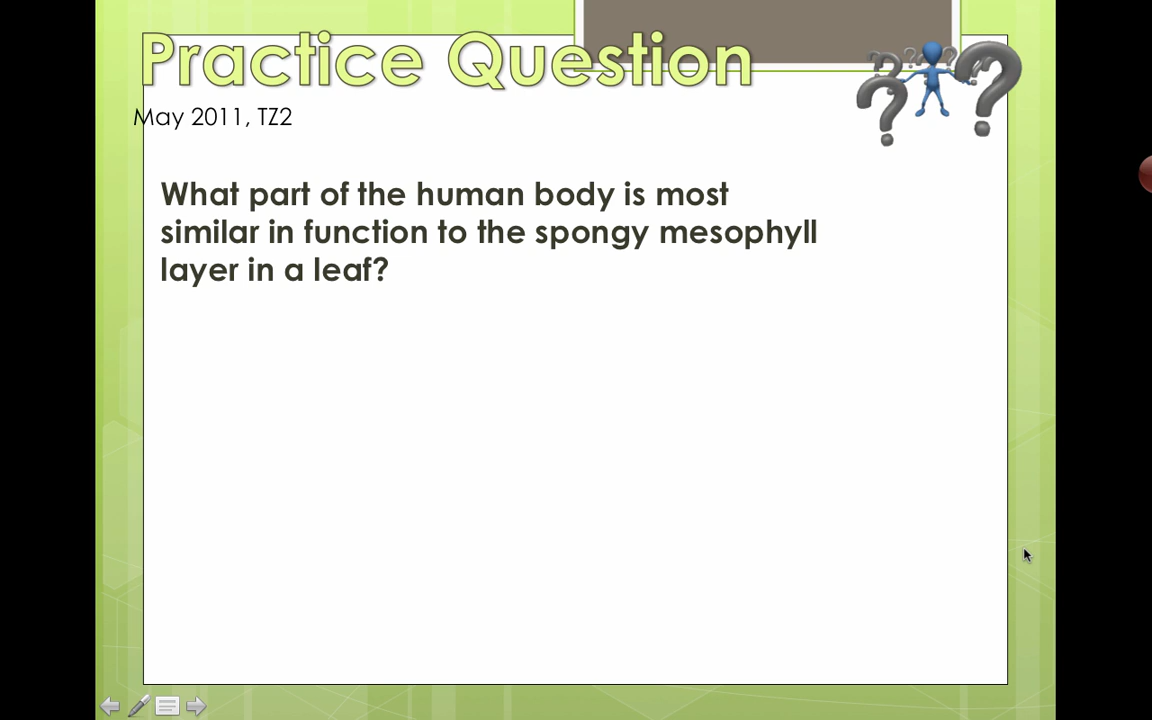 Practice Question
May 2011, TZ2
What part of the human body is most
similar in function to the spongy mesophyll
layer in a leaf?